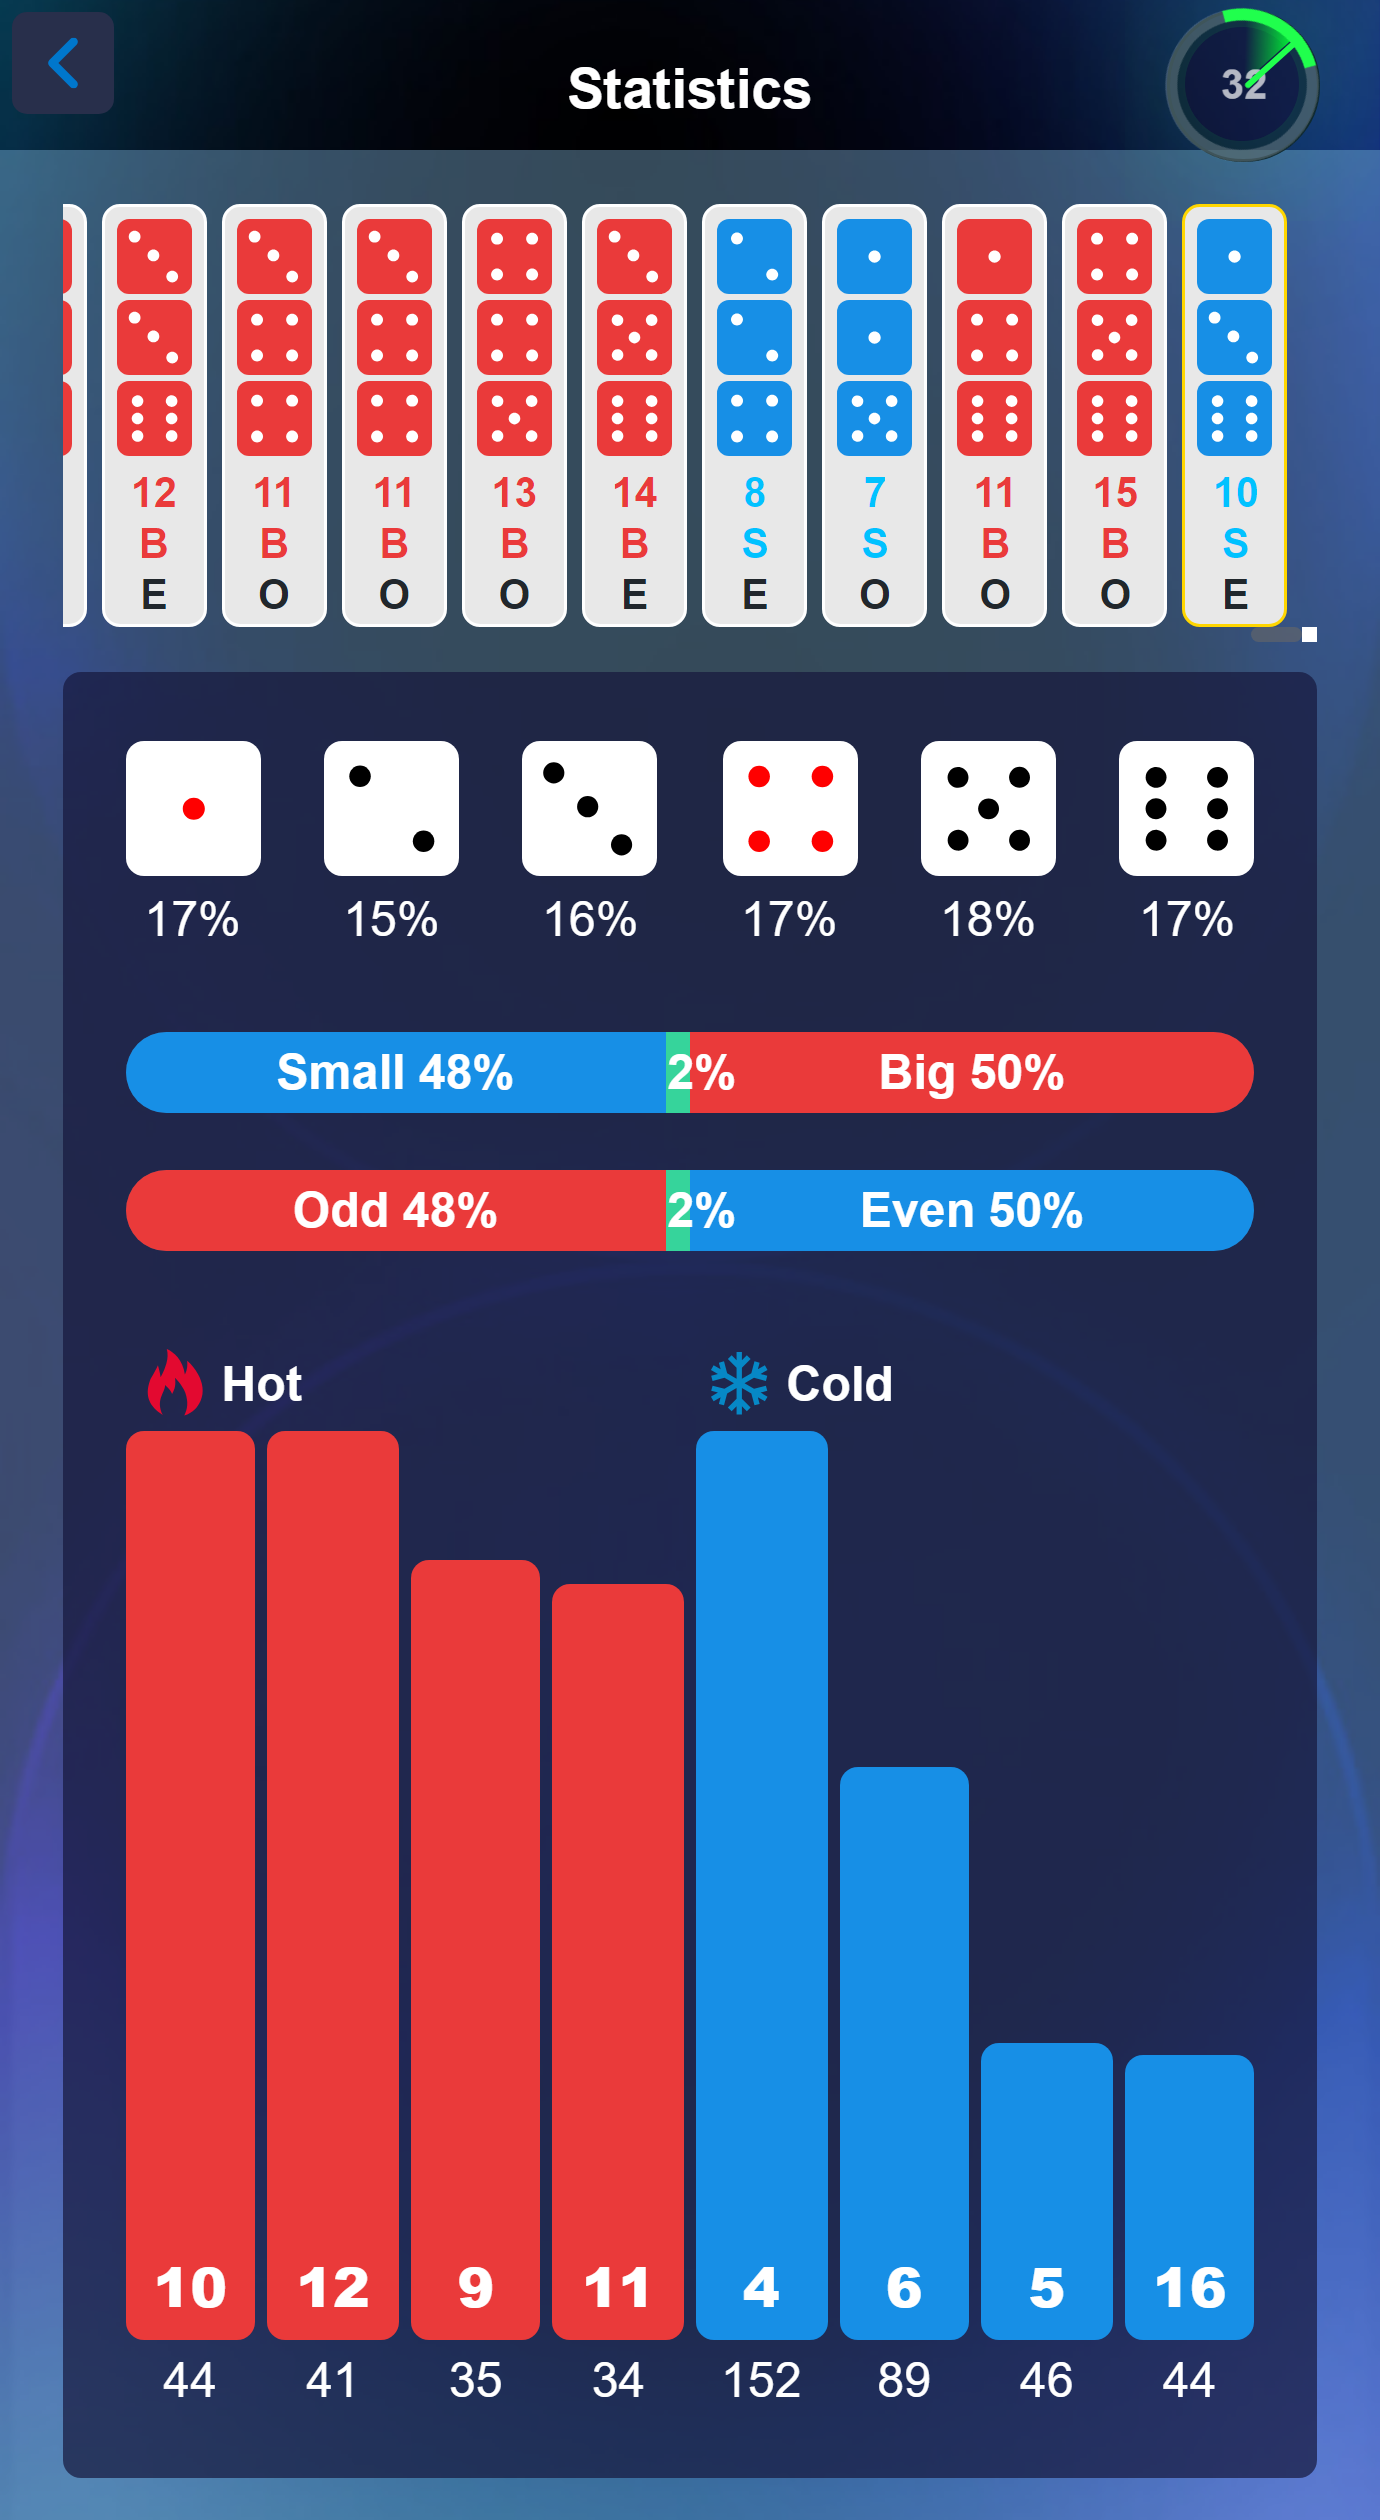 Statistics
32
12 11 11 13 14 8 7 11 15 10
B B B B B S S B B S
E O O O E E O O O E
17% 15% 16% 17% 18% 17%
Small 48% 2% Big 50%
Odd 48% 2% Even 50%
Hot Cold
10 12 9 11 4 6 5 16
44 41 35 34 152 89 46 44